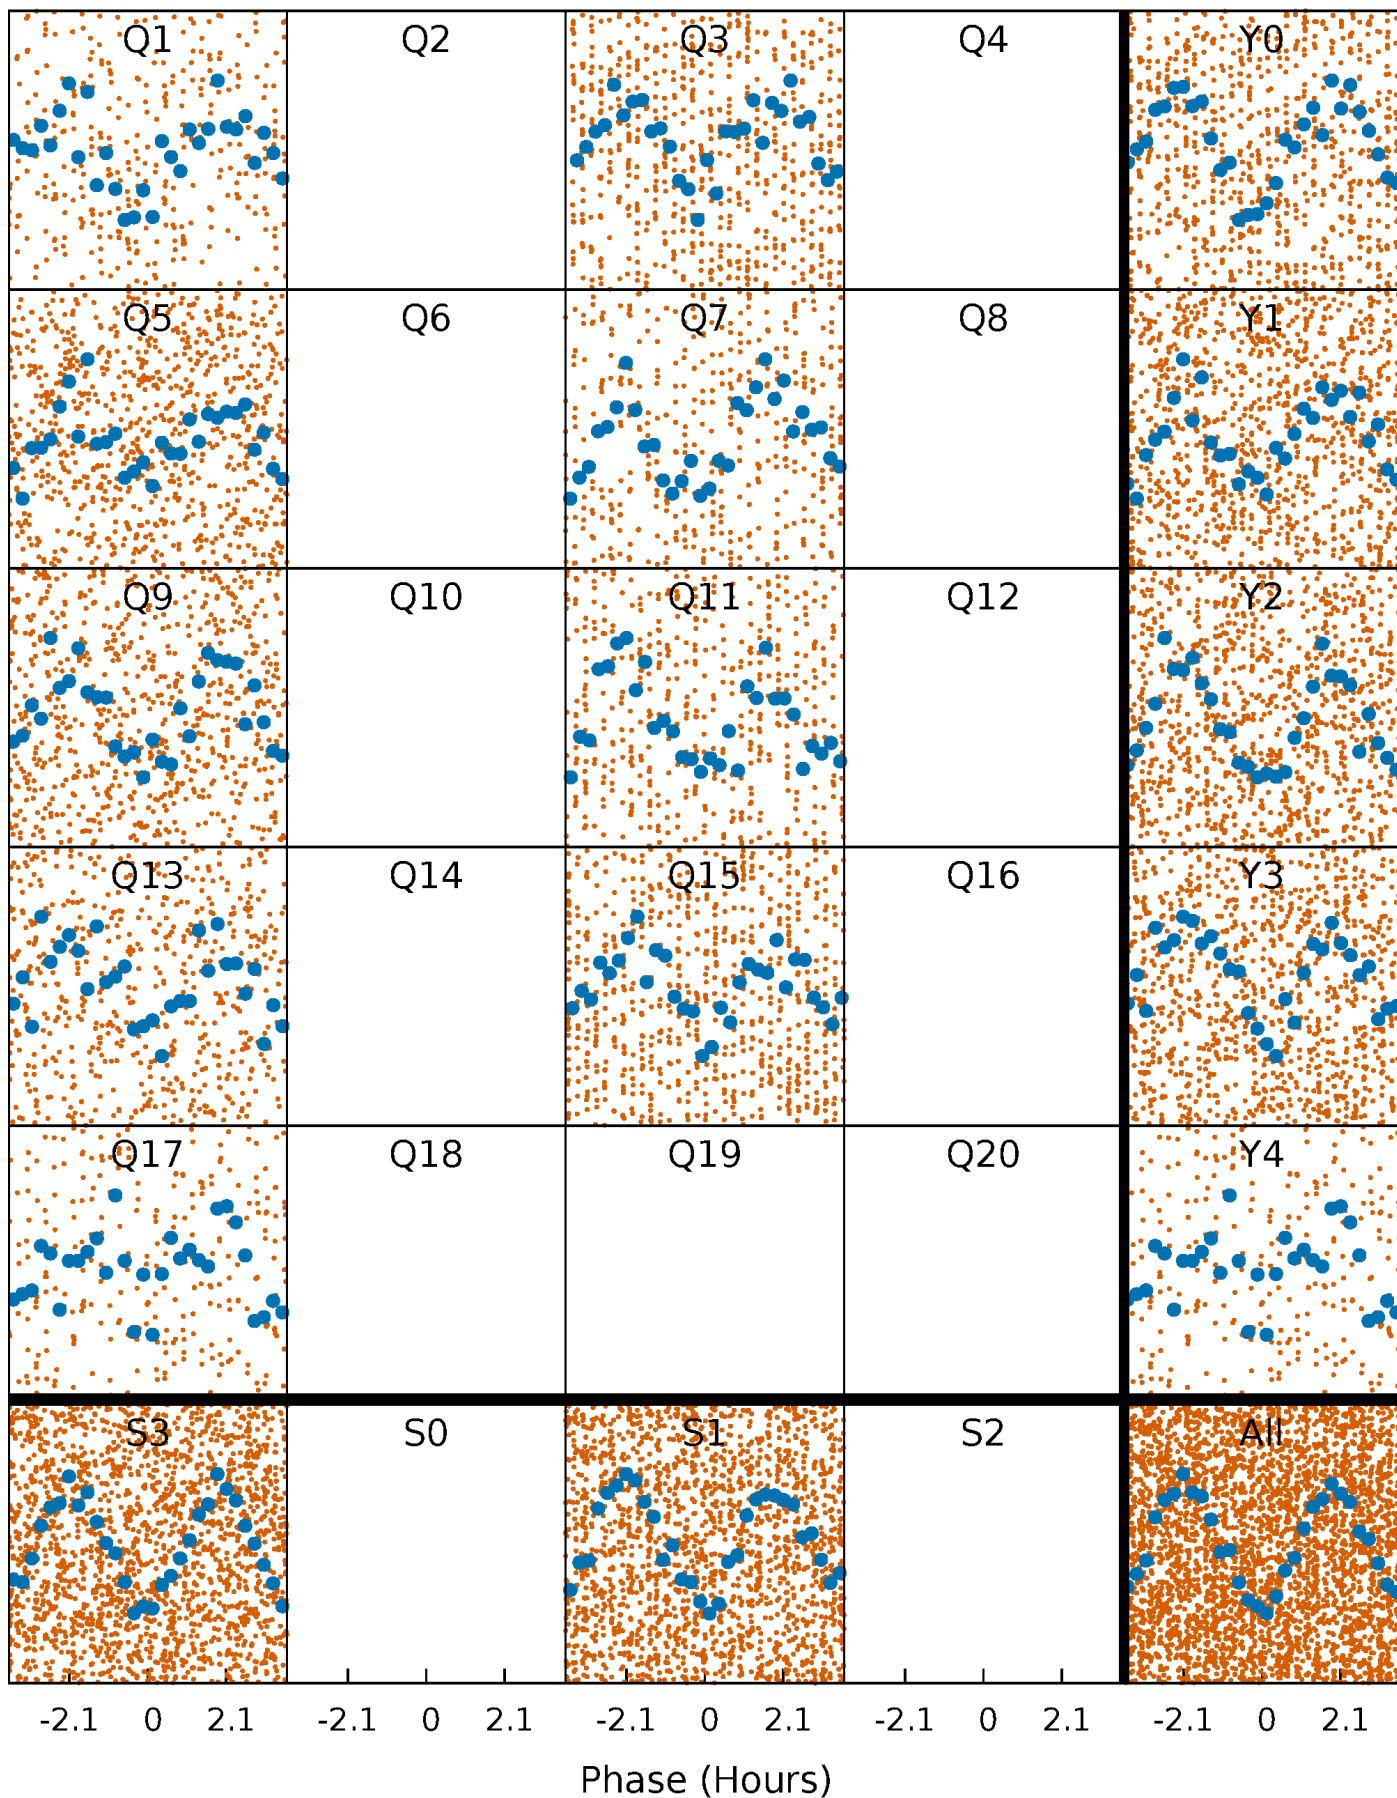 Q1 Q2 Q3 Q4 Y0
Q5 Q6 Q7 Q8 Y1
Q9 Q10 Q11 Q12 Y2
Q13 Q14 Q15 Q16 Y3
Q17 Q18 Q19 Q20 Y4
S3 S0 S1 S2 All
-2.1 0 2.1 -2.1 0 2.1 -2.1 0 2.1 -2.1 0 2.1 -2.1 0 2.1
Phase (Hours)